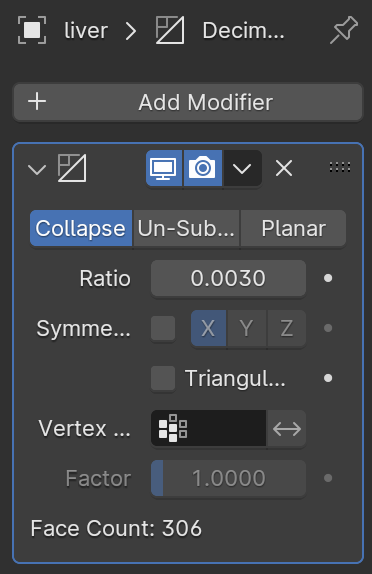 liver > Decim...
+ Add Modifier
Collapse Un-Sub... Planar
Ratio 0.0030
Symme... X Y Z
Triangul...
Vertex ...
Factor 1.0000
Face Count: 306